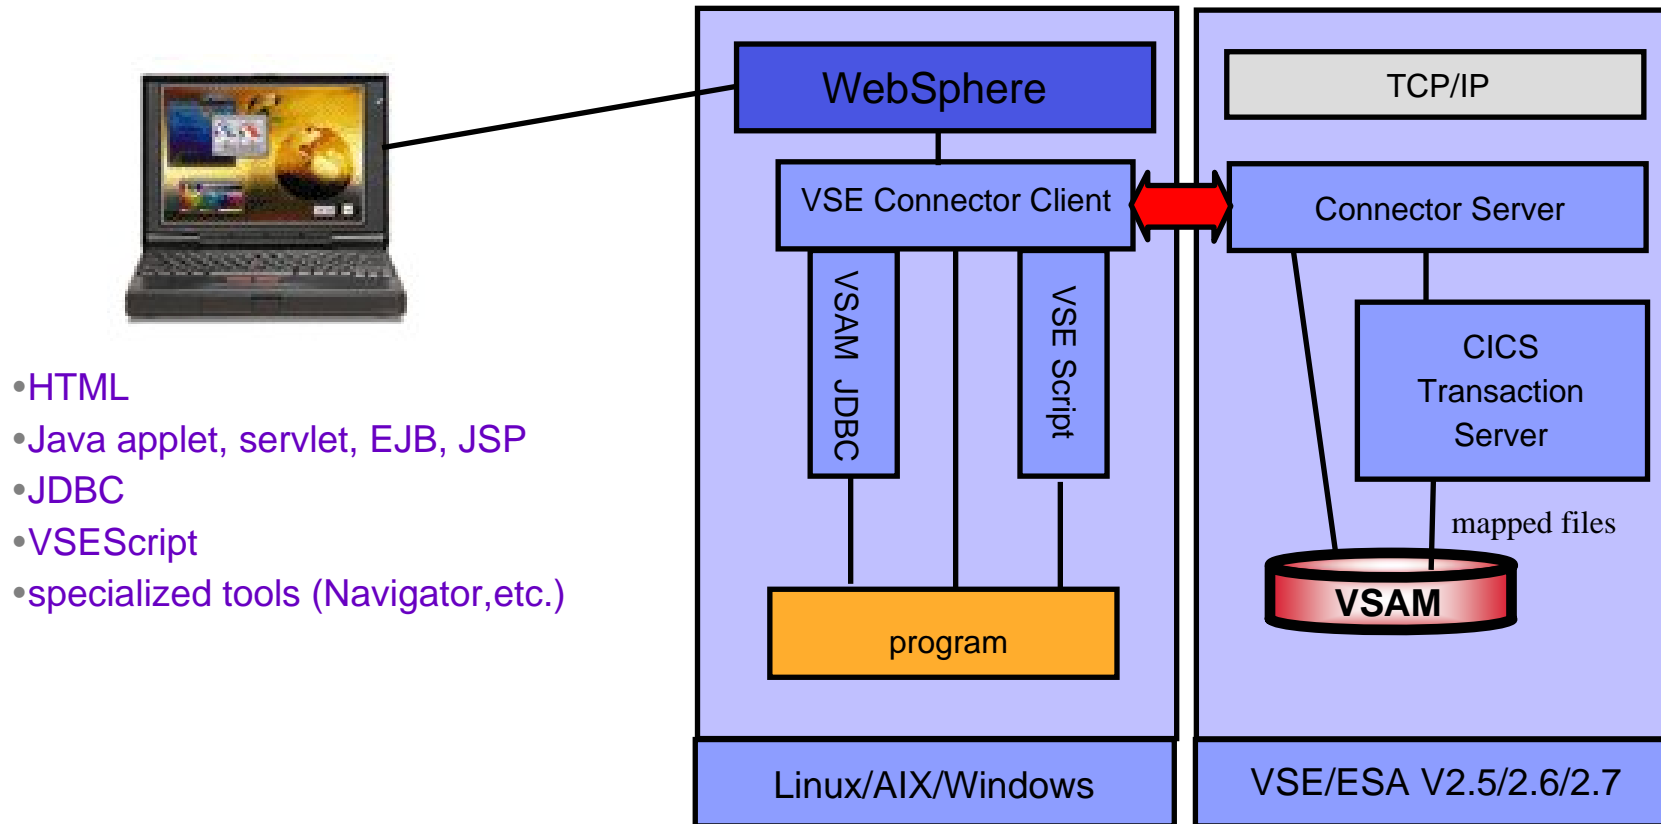 WebSphere
TCP/IP
VSE Connector Client
Connector Server
VSAM JDBC
VSE Script
CICS
Transaction
Server
•HTML
•Java applet, servlet, EJB, JSP
•JDBC
•VSEScript
•specialized tools (Navigator,etc.)
mapped files
VSAM
program
Linux/AIX/Windows
VSE/ESA V2.5/2.6/2.7